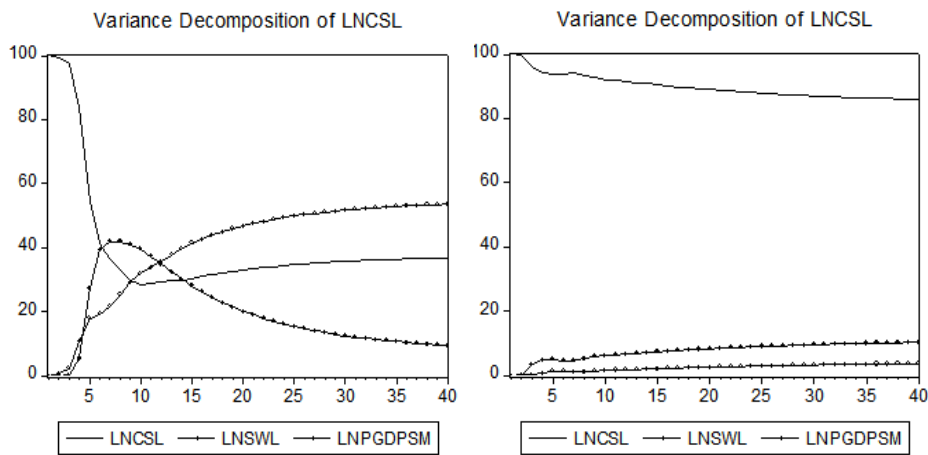 Variance Decomposition of LNCSL
100
80
60
40
20
0
5 10 15 20 25 30 35 40
LNCSL LNSWL LNPGDPSM
Variance Decomposition of LNCSL
100
80
60
40
20
0
5 10 15 20 25 30 35 40
LNCSL LNSWL LNPGDPSM